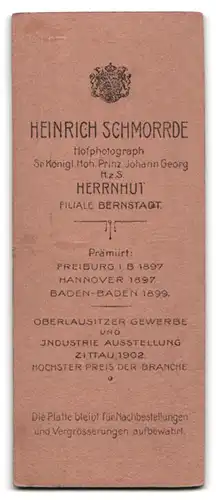 HEINRICH SCHMORRDE
Hofphotograph
Sr. Königl. Hoh. Prinz Johann Georg
H.z.S.
HERRNHUT
FILIALE BERNSTADT.
Prämiirt:
FREIBURG I.B 1897
HANNOVER 1897.
BADEN-BADEN 1899.
OBERLAUSITZER GEWERBE
UND
JNDUSTRIE AUSSTELLUNG
ZITTAU, 1902.
HÖCHSTER PREIS DER BRANCHE.
Die Platte bleibt für Nachbestellungen
und Vergrösserungen aufbewahrt.